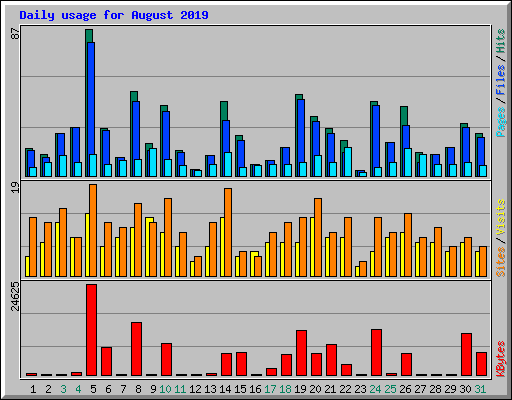 Daily usage for August 2019
87
Pages/Files/Hits
19
Sites/Visits
24625
KBytes
1 2 3 4 5 6 7 8 9 10 11 12 13 14 15 16 17 18 19 20 21 22 23 24 25 26 27 28 29 30 31